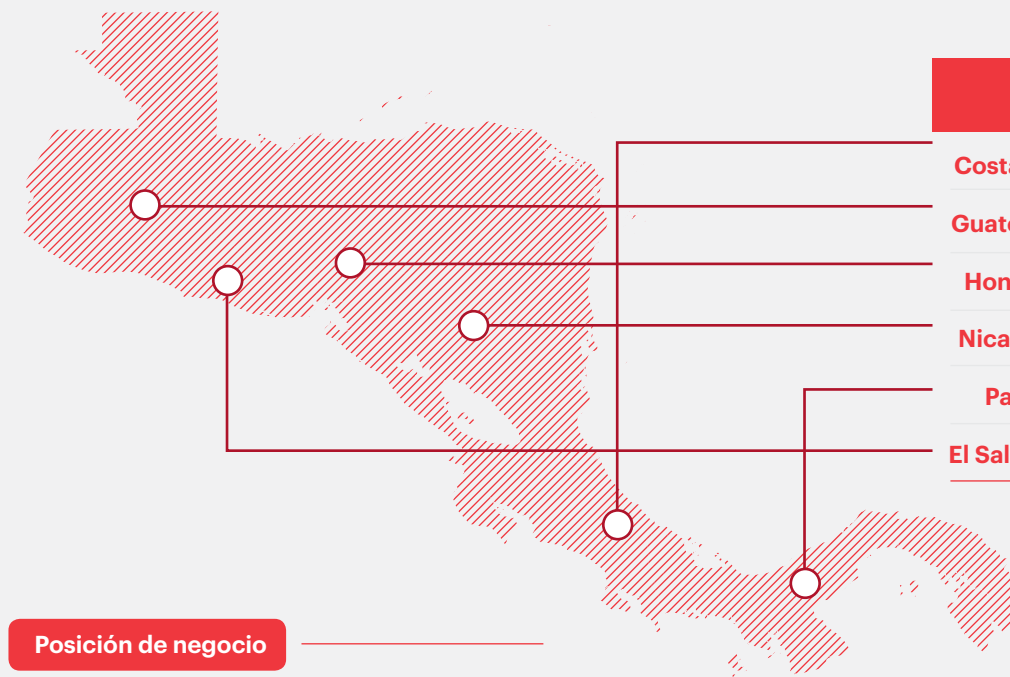 Costa
Guate
Hon
Nica
Pa
El Sal
Posición de negocio